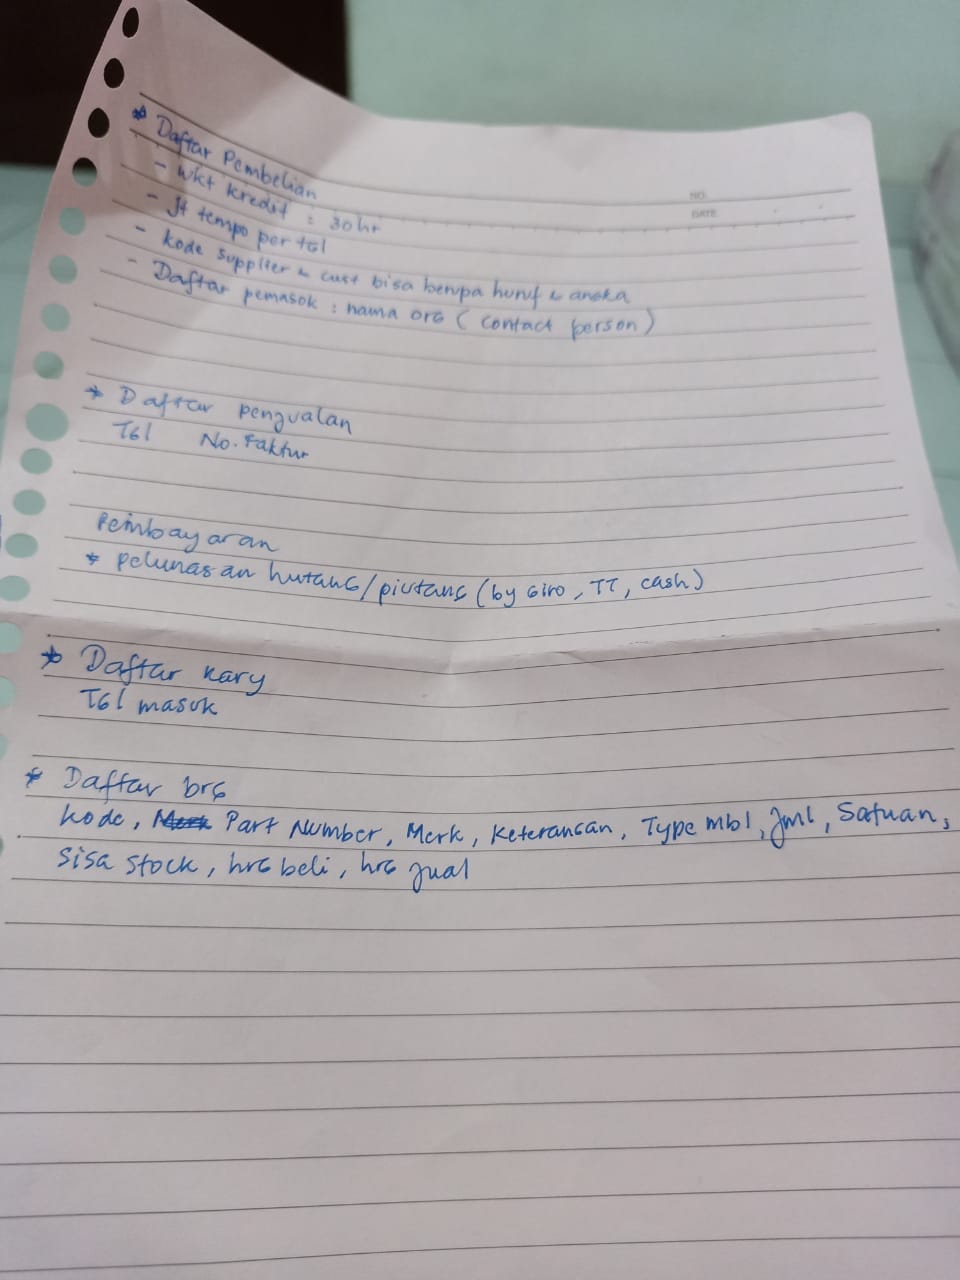 NO.
DATE
* Daftar Pembelian
- wkt kredit : 30 hr
- Jt tempo per tgl
- kode supplier & cust bisa berupa huruf & angka
- Daftar pemasok : nama org ( contact person )
* Daftar penjualan
Tgl No. Faktur
Pembayaran
* pelunasan hutang/piutang (by Giro, TT, cash)
* Daftar kary
Tgl masuk
* Daftar brg
kode, Merk Part Number, Merk, Keterangan, Type mbl, Jml, Satuan,
sisa stock, hrg beli, hrg jual